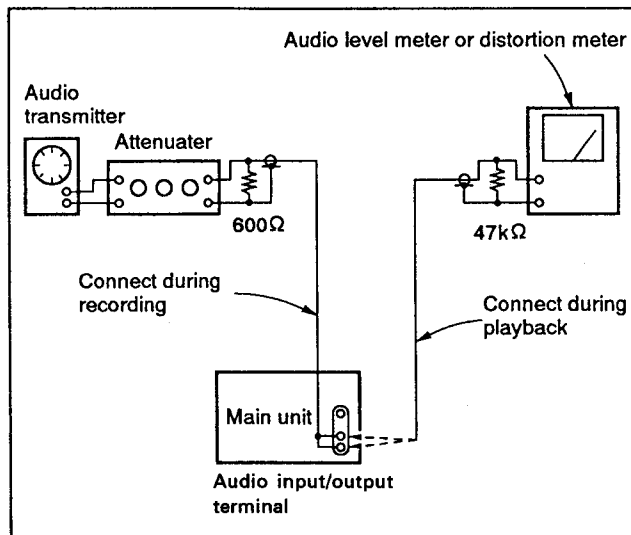 Audio level meter or distortion meter
Audio
transmitter
Attenuater
600Ω
47kΩ
Connect during
recording
Connect during
playback
Main unit
Audio input/output
terminal